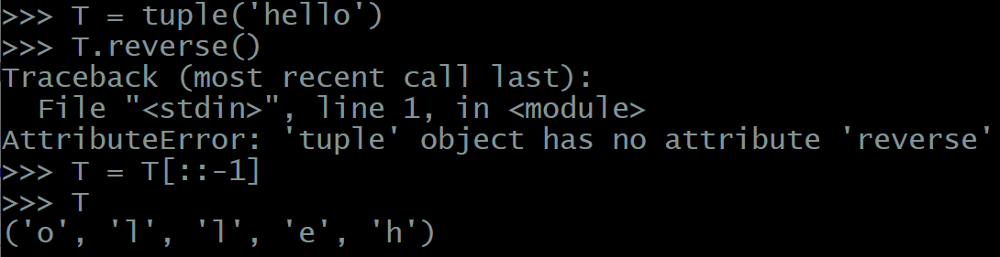 >>> T = tuple('hello')
>>> T.reverse()
Traceback (most recent call last):
  File "<stdin>", line 1, in <module>
AttributeError: 'tuple' object has no attribute 'reverse'
>>> T = T[::-1]
>>> T
('o', 'l', 'l', 'e', 'h')